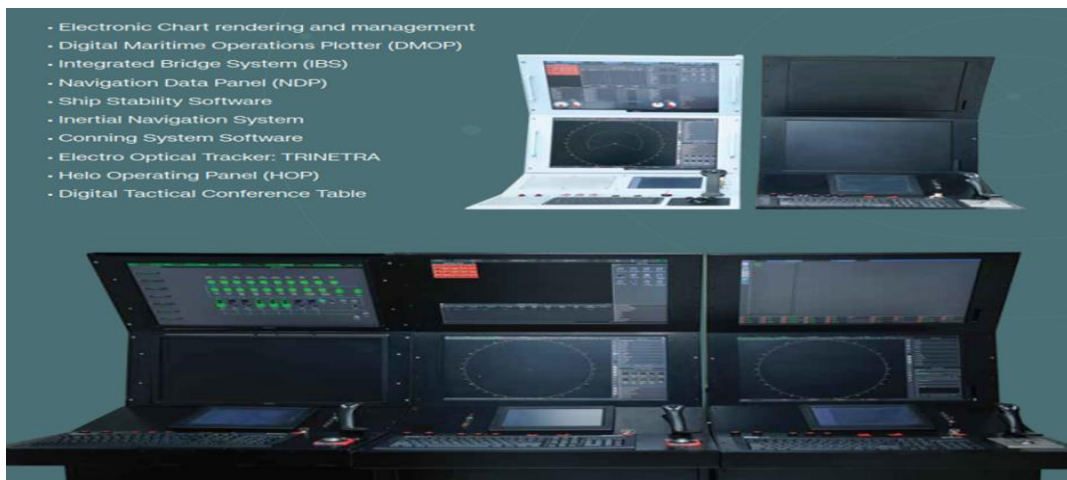 • Electronic Chart rendering and management
• Digital Maritime Operations Plotter (DMOP)
• Integrated Bridge System (IBS)
• Navigation Data Panel (NDP)
• Ship Stability Software
• Inertial Navigation System
• Conning System Software
• Electro Optical Tracker: TRINETRA
• Helo Operating Panel (HOP)
• Digital Tactical Conference Table